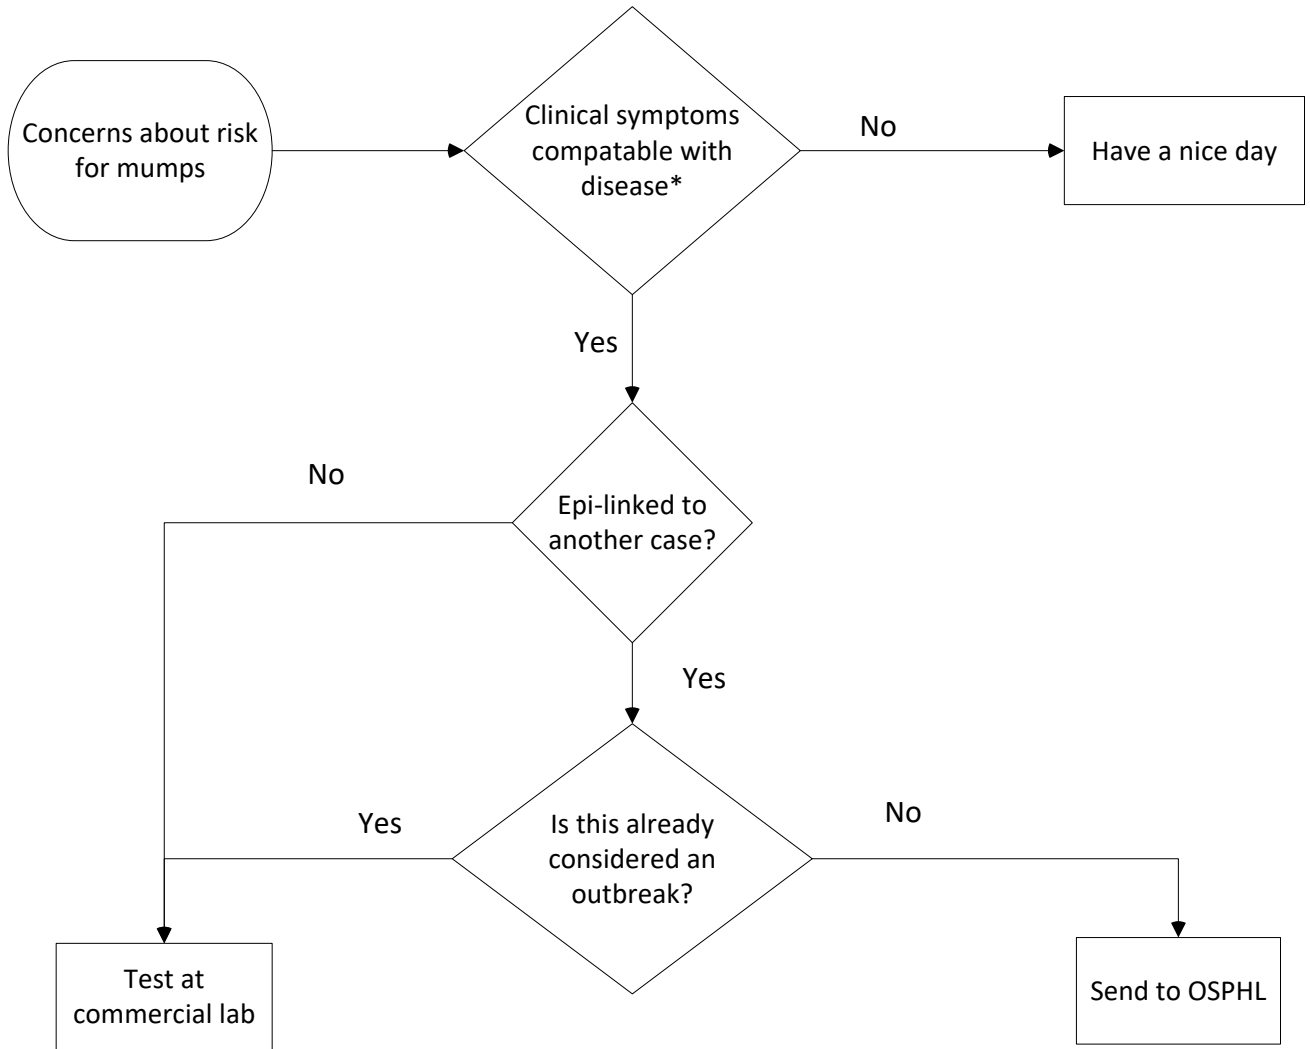 Concerns about risk
for mumps
Clinical symptoms
compatable with
disease*
No
Have a nice day
Yes
No
Epi-linked to
another case?
Yes
Yes
Is this already
considered an
outbreak?
No
Test at
commercial lab
Send to OSPHL